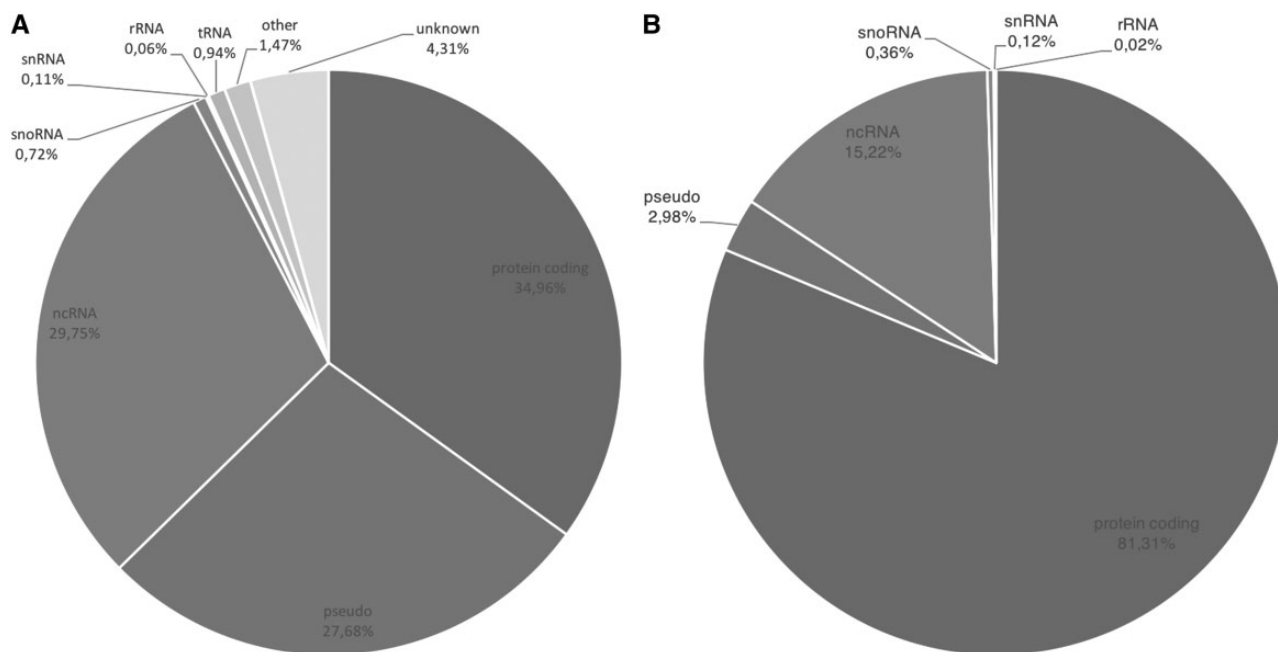 A
rRNA
0,06%
tRNA
0,94%
other
1,47%
unknown
4,31%
snRNA
0,11%
snoRNA
0,72%
protein coding
34,96%
ncRNA
29,75%
pseudo
27,68%
B
snoRNA
0,36%
snRNA
0,12%
rRNA
0,02%
ncRNA
15,22%
pseudo
2,98%
protein coding
81,31%